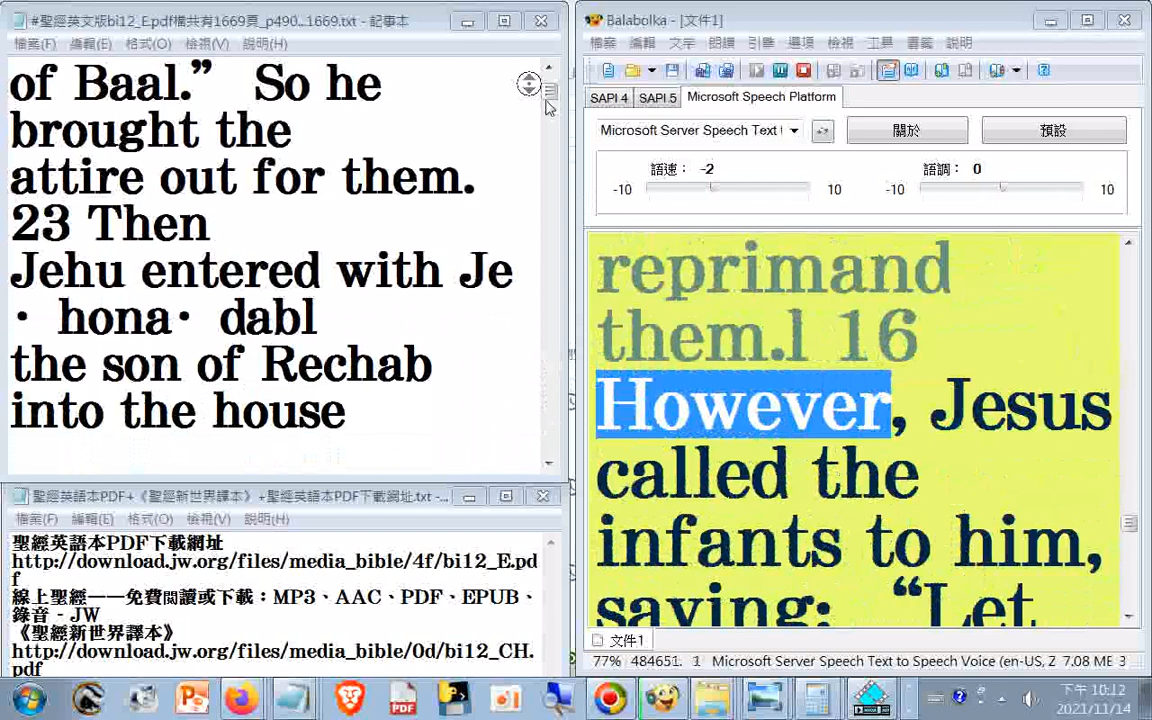 #聖經英文版bi12_E.pdf檔共有1669頁_p490...1669.txt - 記事本
檔案(F) 編輯(E) 格式(O) 檢視(V) 說明(H)
of Baal.” So he
brought the
attire out for them.
23 Then
Jehu entered with Je
· hona· dabl
the son of Rechab
into the house
聖經英語本PDF+《聖經新世界譯本》+聖經英語本PDF下載網址.txt -...
檔案(F) 編輯(E) 格式(O) 檢視(V) 說明(H)
聖經英語本PDF下載網址
http://download.jw.org/files/media_bible/4f/bi12_E.pd
f
線上聖經——免費閱讀或下載：MP3、AAC、PDF、EPUB、
錄音 - JW
《聖經新世界譯本》
http://download.jw.org/files/media_bible/0d/bi12_CH.
pdf
Balabolka - [文件1]
檔案 編輯 文字 朗讀 引擎 選項 檢視 工具 書籤 說明
SAPI 4 SAPI 5 Microsoft Speech Platform
Microsoft Server Speech Text 關於 預設
語速： -2 語調： 0
-10 10 -10 10
reprimand
them.l 16
However, Jesus
called the
infants to him,
saying: “Let
文件1
77% 484651. 1 Microsoft Server Speech Text to Speech Voice (en-US, Z 7.08 ME 3
下午 10:12
2021/11/14